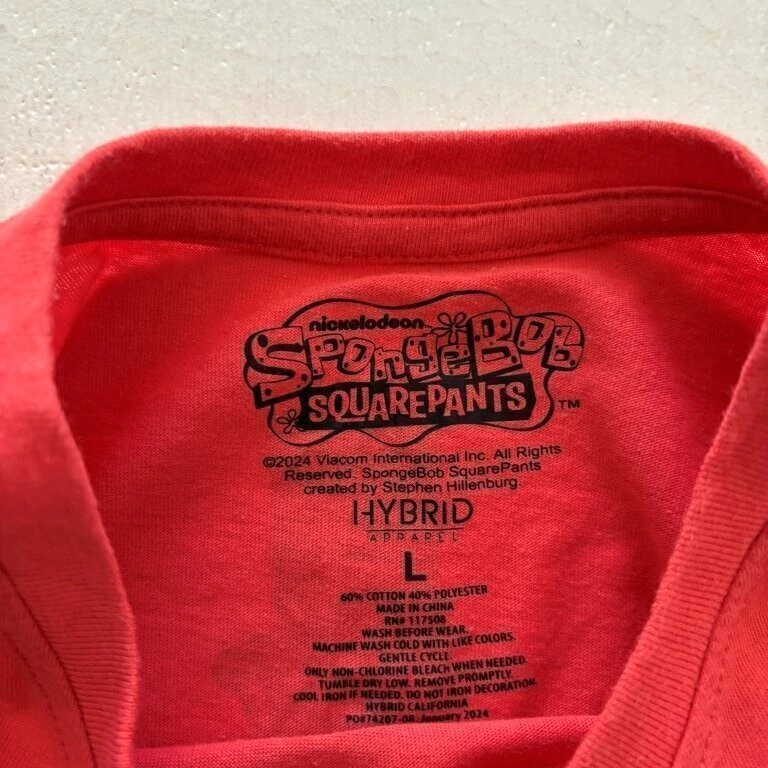 nickelodeon
SPONGEBOB
SQUAREPANTS ™
©2024 Viacom International Inc. All Rights
Reserved. SpongeBob SquarePants
created by Stephen Hillenburg.
HYBRID
APPAREL
L
60% COTTON 40% POLYESTER
MADE IN CHINA
RN# 117508
WASH BEFORE WEAR.
MACHINE WASH COLD WITH LIKE COLORS.
GENTLE CYCLE.
ONLY NON-CHLORINE BLEACH WHEN NEEDED.
TUMBLE DRY LOW. REMOVE PROMPTLY.
COOL IRON IF NEEDED. DO NOT IRON DECORATION.
HYBRID CALIFORNIA
PO#74207-08 January 2024